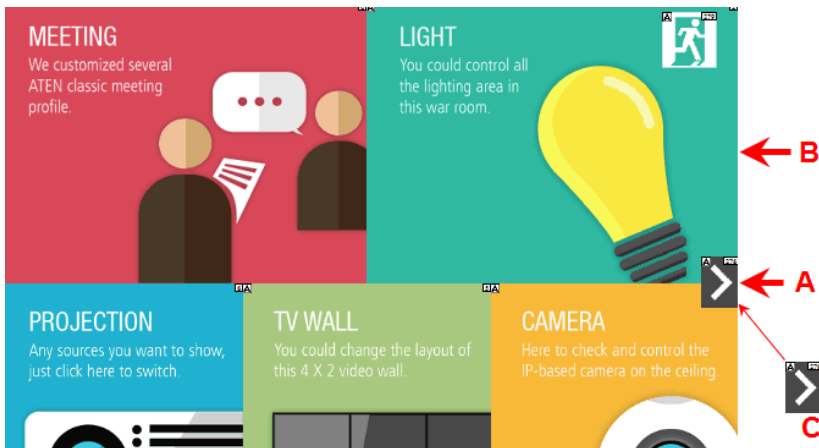 MEETING
We customized several
ATEN classic meeting
profile.
LIGHT
You could control all
the lighting area in
this war room.
A
B
A
A
PROJECTION
Any sources you want to show,
just click here to switch.
TV WALL
You could change the layout of
this 4 X 2 video wall.
CAMERA
Here to check and control the
IP-based camera on the ceiling.
A
C